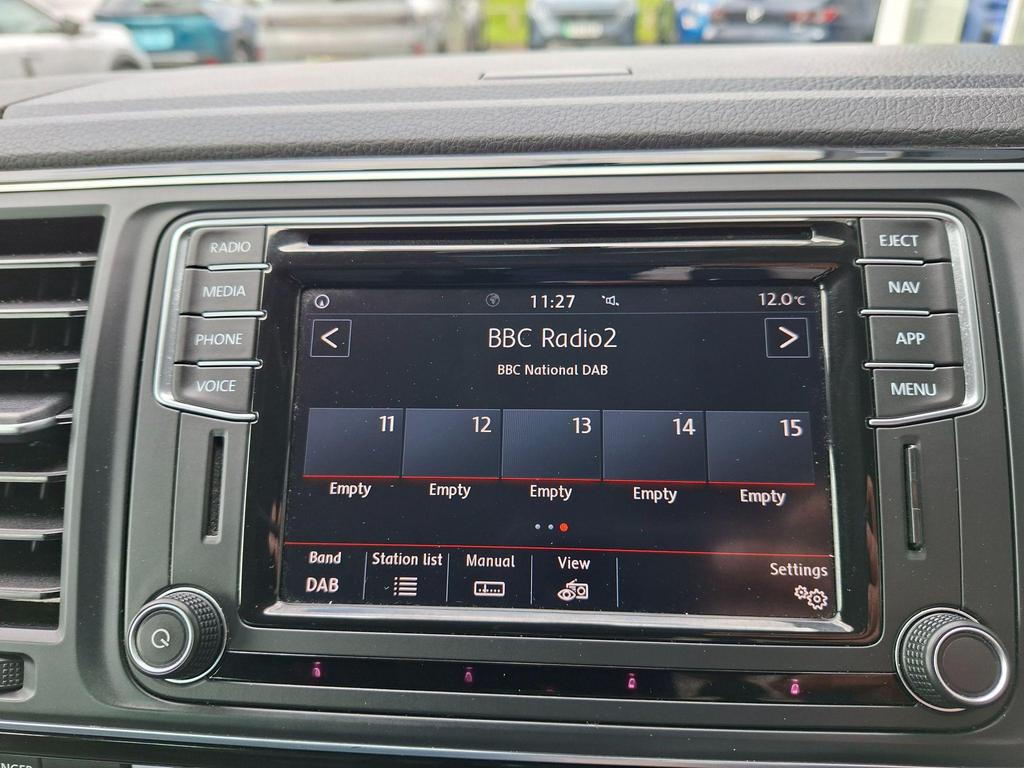 RADIO
MEDIA
PHONE
VOICE
EJECT
NAV
APP
MENU
11:27
12.0°C
<
BBC Radio2
>
BBC National DAB
11
12
13
14
15
Empty
Empty
Empty
Empty
Empty
Band
DAB
Station list
Manual
View
Settings